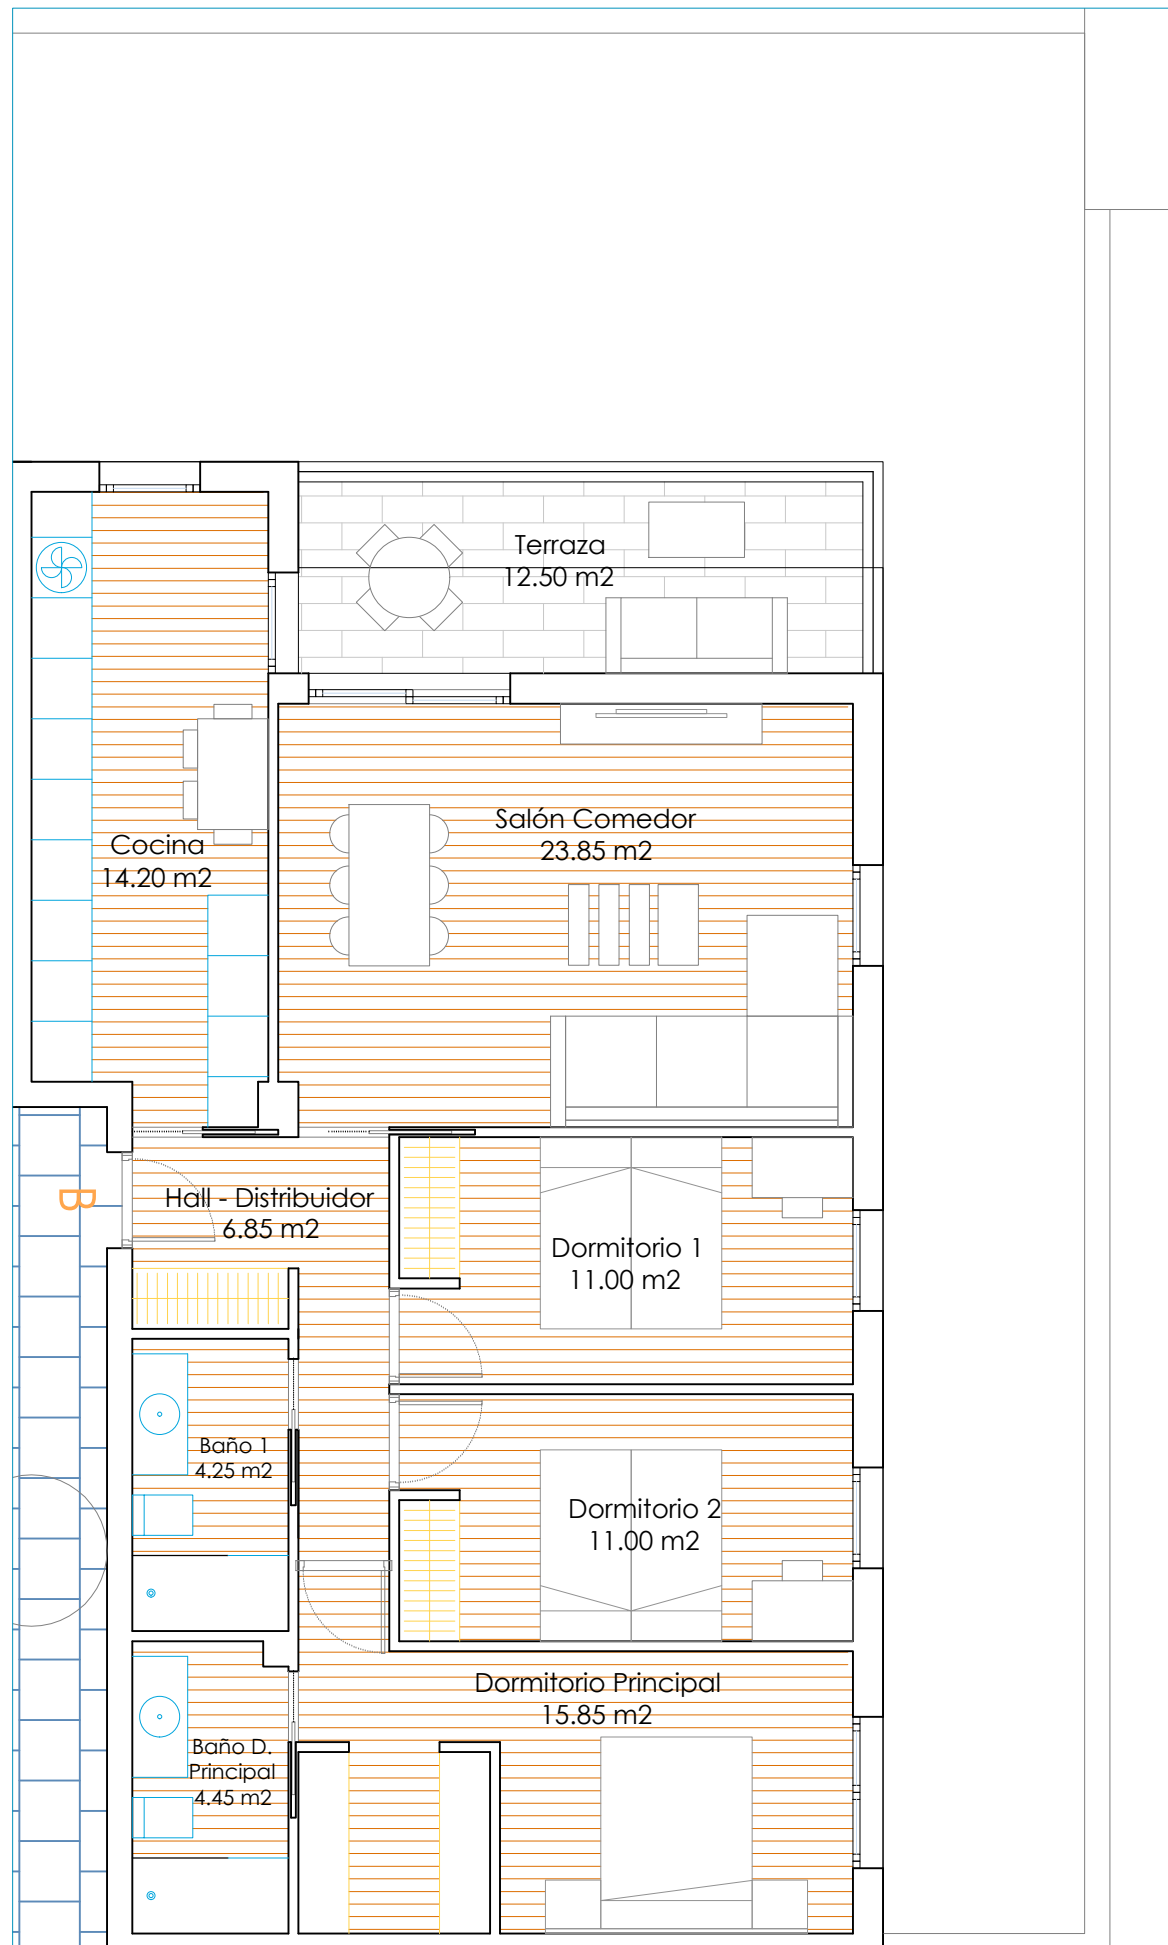 Terraza
12.50 m2
Salón Comedor
23.85 m2
Cocina
14.20 m2
B
Hall - Distribuidor
6.85 m2
Dormitorio 1
11.00 m2
Baño 1
4.25 m2
Dormitorio 2
11.00 m2
Dormitorio Principal
15.85 m2
Baño D.
Principal
4.45 m2